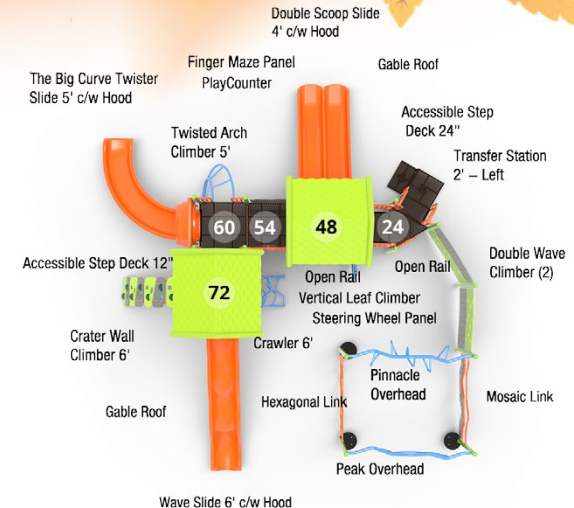 Double Scoop Slide
4' c/w Hood
Finger Maze Panel
PlayCounter
Gable Roof
The Big Curve Twister
Slide 5' c/w Hood
Accessible Step
Deck 24"
Twisted Arch
Climber 5'
Transfer Station
2' – Left
60
54
48
24
Accessible Step Deck 12"
Open Rail
Open Rail
Double Wave
Climber (2)
72
Vertical Leaf Climber
Steering Wheel Panel
Crater Wall
Climber 6'
Crawler 6'
Pinnacle
Overhead
Gable Roof
Hexagonal Link
Mosaic Link
Peak Overhead
Wave Slide 6' c/w Hood